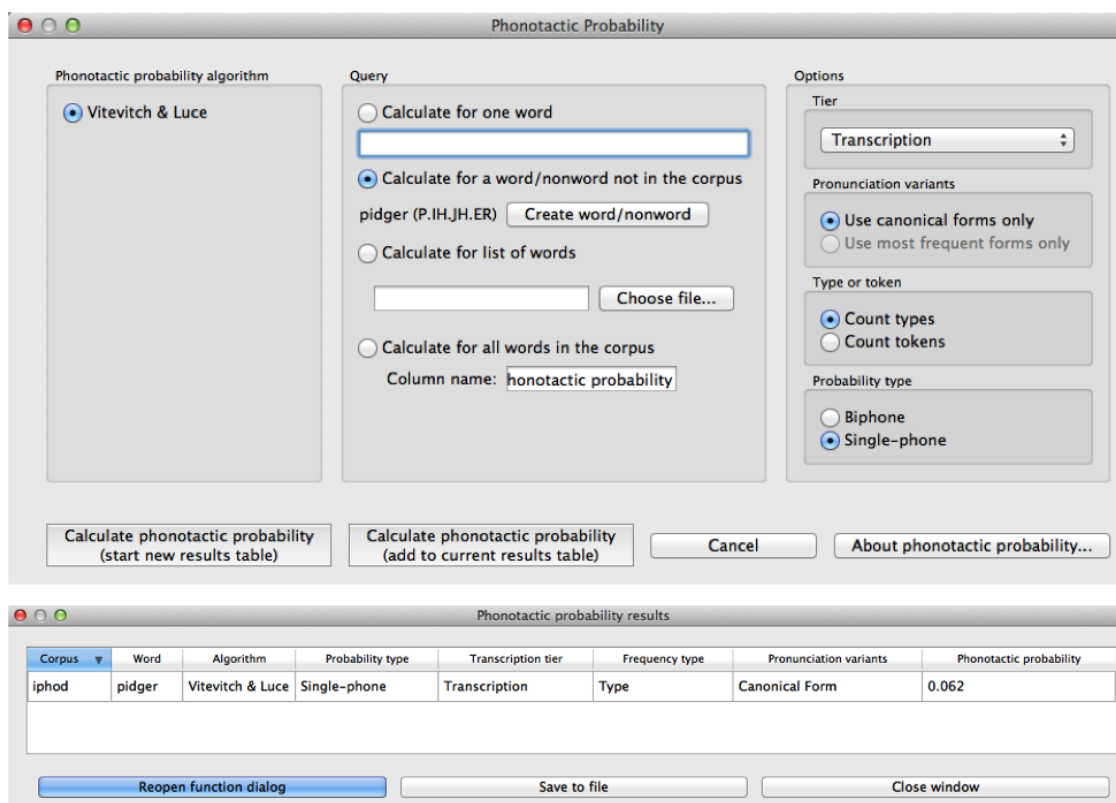 Phonotactic Probability
Phonotactic probability algorithm
Vitevitch & Luce
Query
Calculate for one word
Calculate for a word/nonword not in the corpus
pidger (P.IH.JH.ER) Create word/nonword
Calculate for list of words
Choose file...
Calculate for all words in the corpus
Column name: honotactic probability
Options
Tier
Transcription
Pronunciation variants
Use canonical forms only
Use most frequent forms only
Type or token
Count types
Count tokens
Probability type
Biphone
Single-phone
Calculate phonotactic probability
(start new results table)
Calculate phonotactic probability
(add to current results table)
Cancel
About phonotactic probability...
Phonotactic probability results
Corpus Word Algorithm Probability type Transcription tier Frequency type Pronunciation variants Phonotactic probability
iphod pidger Vitevitch & Luce Single-phone Transcription Type Canonical Form 0.062
Reopen function dialog Save to file Close window